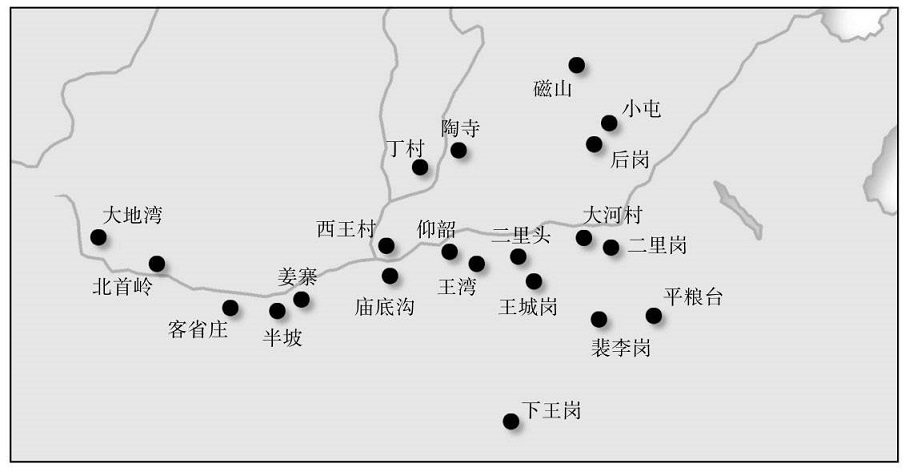 磁山
小屯
陶寺
丁村
后岗
大地湾
西王村
仰韶
二里头
大河村
二里岗
北首岭
姜寨
王湾
庙底沟
王城岗
平粮台
客省庄
半坡
裴李岗
下王岗